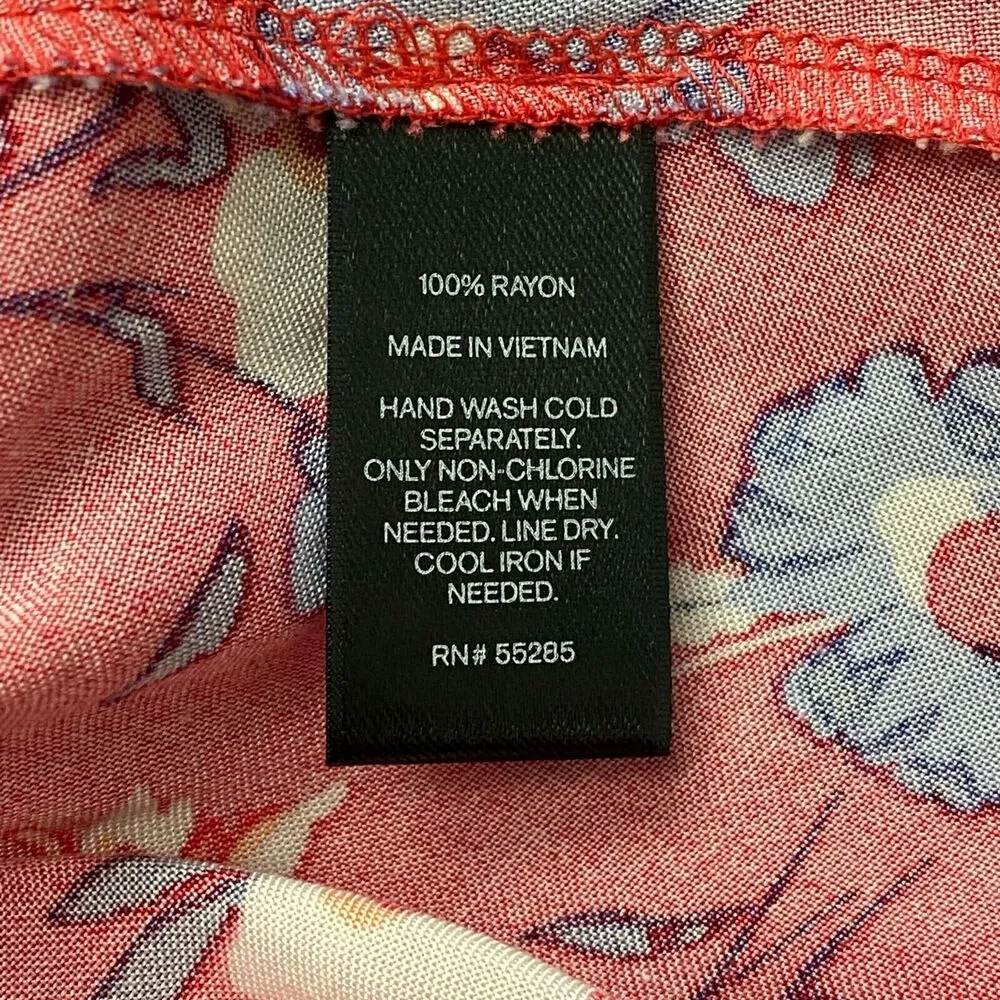 100% RAYON
MADE IN VIETNAM
HAND WASH COLD
SEPARATELY.
ONLY NON-CHLORINE
BLEACH WHEN
NEEDED. LINE DRY.
COOL IRON IF
NEEDED.
RN# 55285